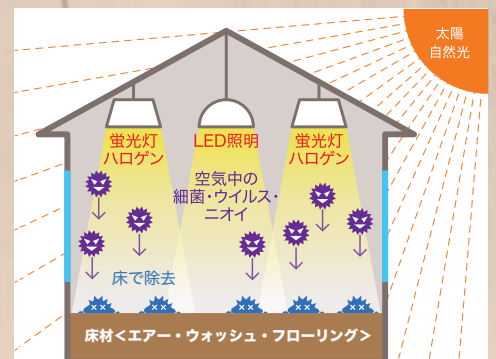 太陽
自然光
蛍光灯
ハロゲン
LED照明
蛍光灯
ハロゲン
空気中の
細菌・ウイルス・
ニオイ
床で除去
床材<エアー・ウォッシュ・フローリング>